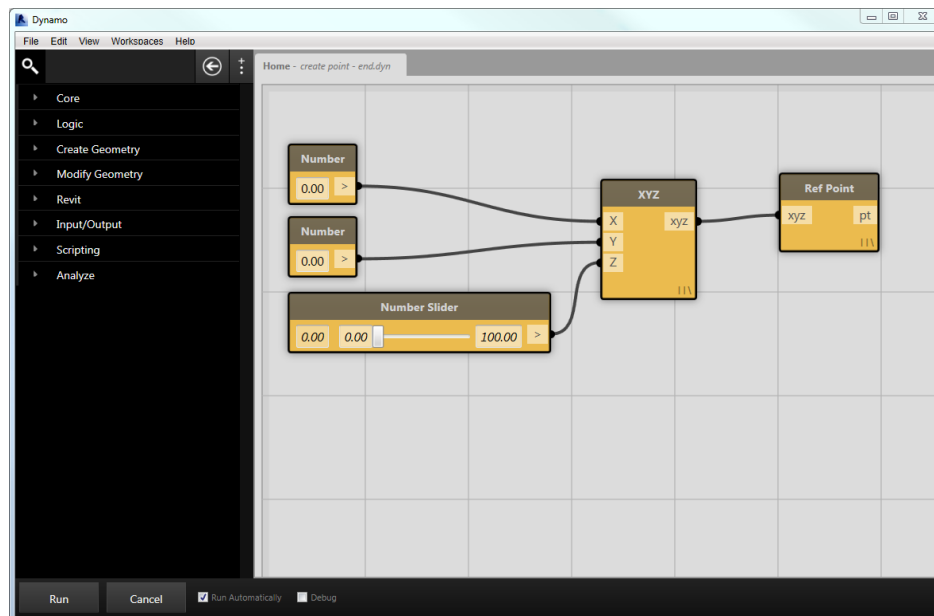 Dynamo
File Edit View Workspaces Help
Home - create point - end.dyn
Core
Logic
Create Geometry
Modify Geometry
Revit
Input/Output
Scripting
Analyze
Number
0.00 >
Number
0.00 >
Number Slider
0.00 0.00 100.00 >
XYZ
X xyz
Y
Z
Ref Point
xyz pt
Run Cancel Run Automatically Debug